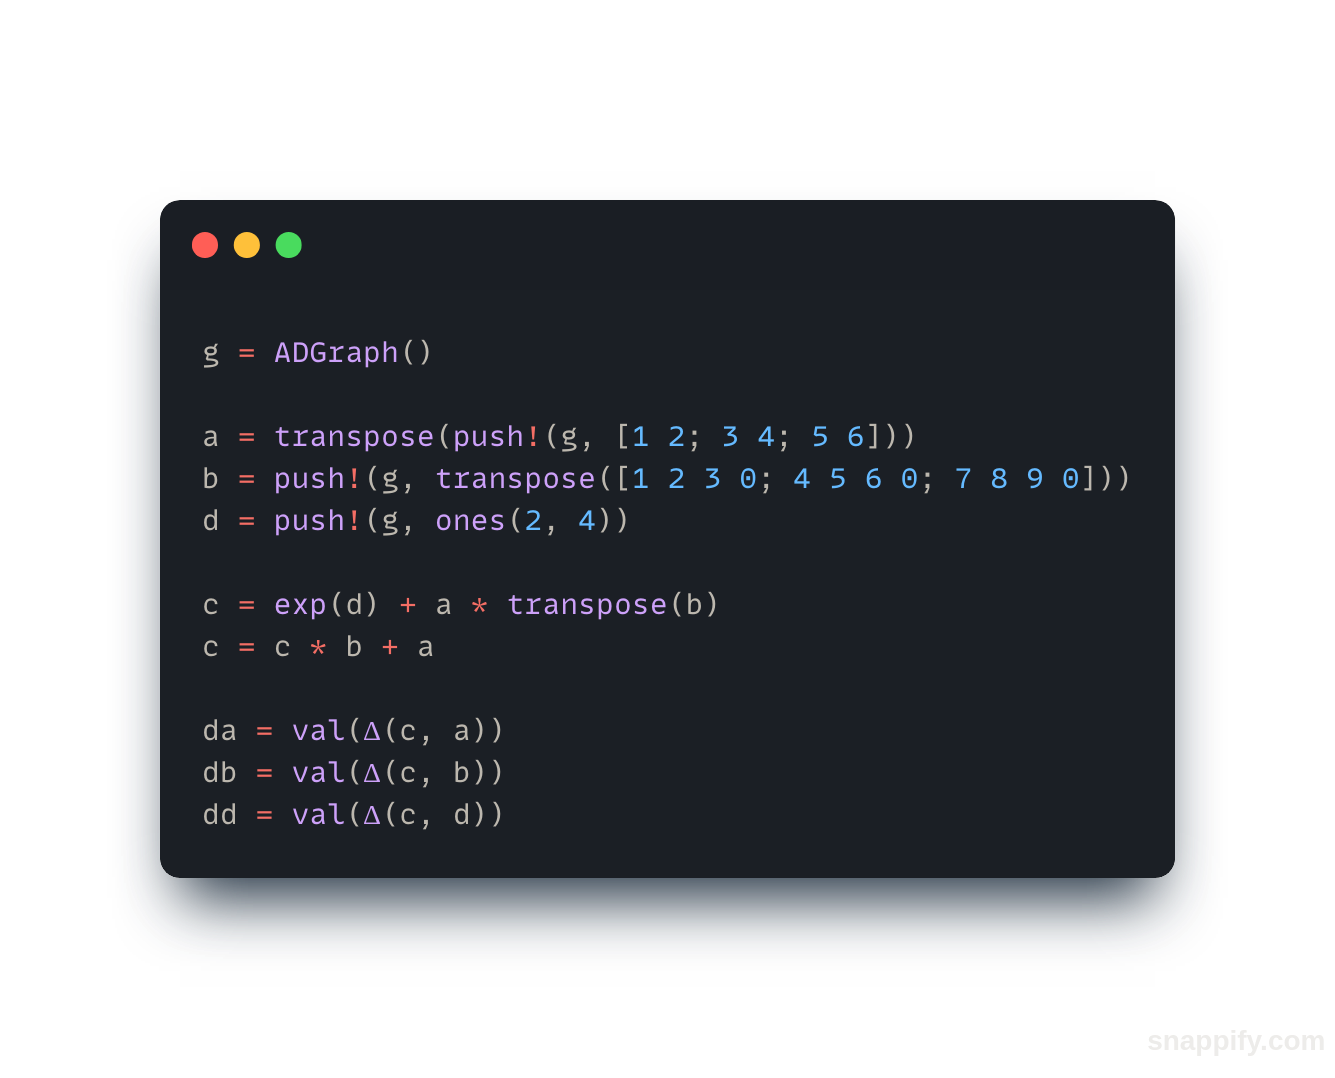 g = ADGraph()
a = transpose(push!(g, [1 2; 3 4; 5 6]))
b = push!(g, transpose([1 2 3 0; 4 5 6 0; 7 8 9 0]))
d = push!(g, ones(2, 4))
c = exp(d) + a * transpose(b)
c = c * b + a
da = val(Δ(c, a))
db = val(Δ(c, b))
dd = val(Δ(c, d))
snappify.com